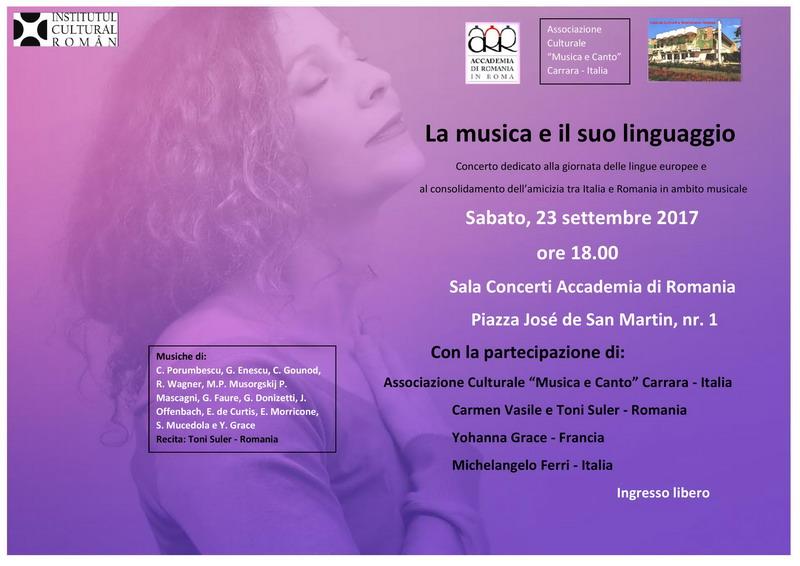 INSTITUTUL
CULTURAL
ROMÂN
ACCADEMIA
DI ROMANIA
IN ROMA
Associazione
Culturale
“Musica e Canto”
Carrara - Italia
La musica e il suo linguaggio
Concerto dedicato alla giornata delle lingue europee e
al consolidamento dell’amicizia tra Italia e Romania in ambito musicale
Sabato, 23 settembre 2017
ore 18.00
Sala Concerti Accademia di Romania
Piazza José de San Martin, nr. 1
Con la partecipazione di:
Associazione Culturale “Musica e Canto” Carrara - Italia
Carmen Vasile e Toni Suler - Romania
Yohanna Grace - Francia
Michelangelo Ferri - Italia
Ingresso libero
Musiche di:
C. Porumbescu, G. Enescu, C. Gounod,
R. Wagner, M.P. Musorgskij P.
Mascagni, G. Faure, G. Donizetti, J.
Offenbach, E. de Curtis, E. Morricone,
S. Mucedola e Y. Grace
Recita: Toni Suler - Romania